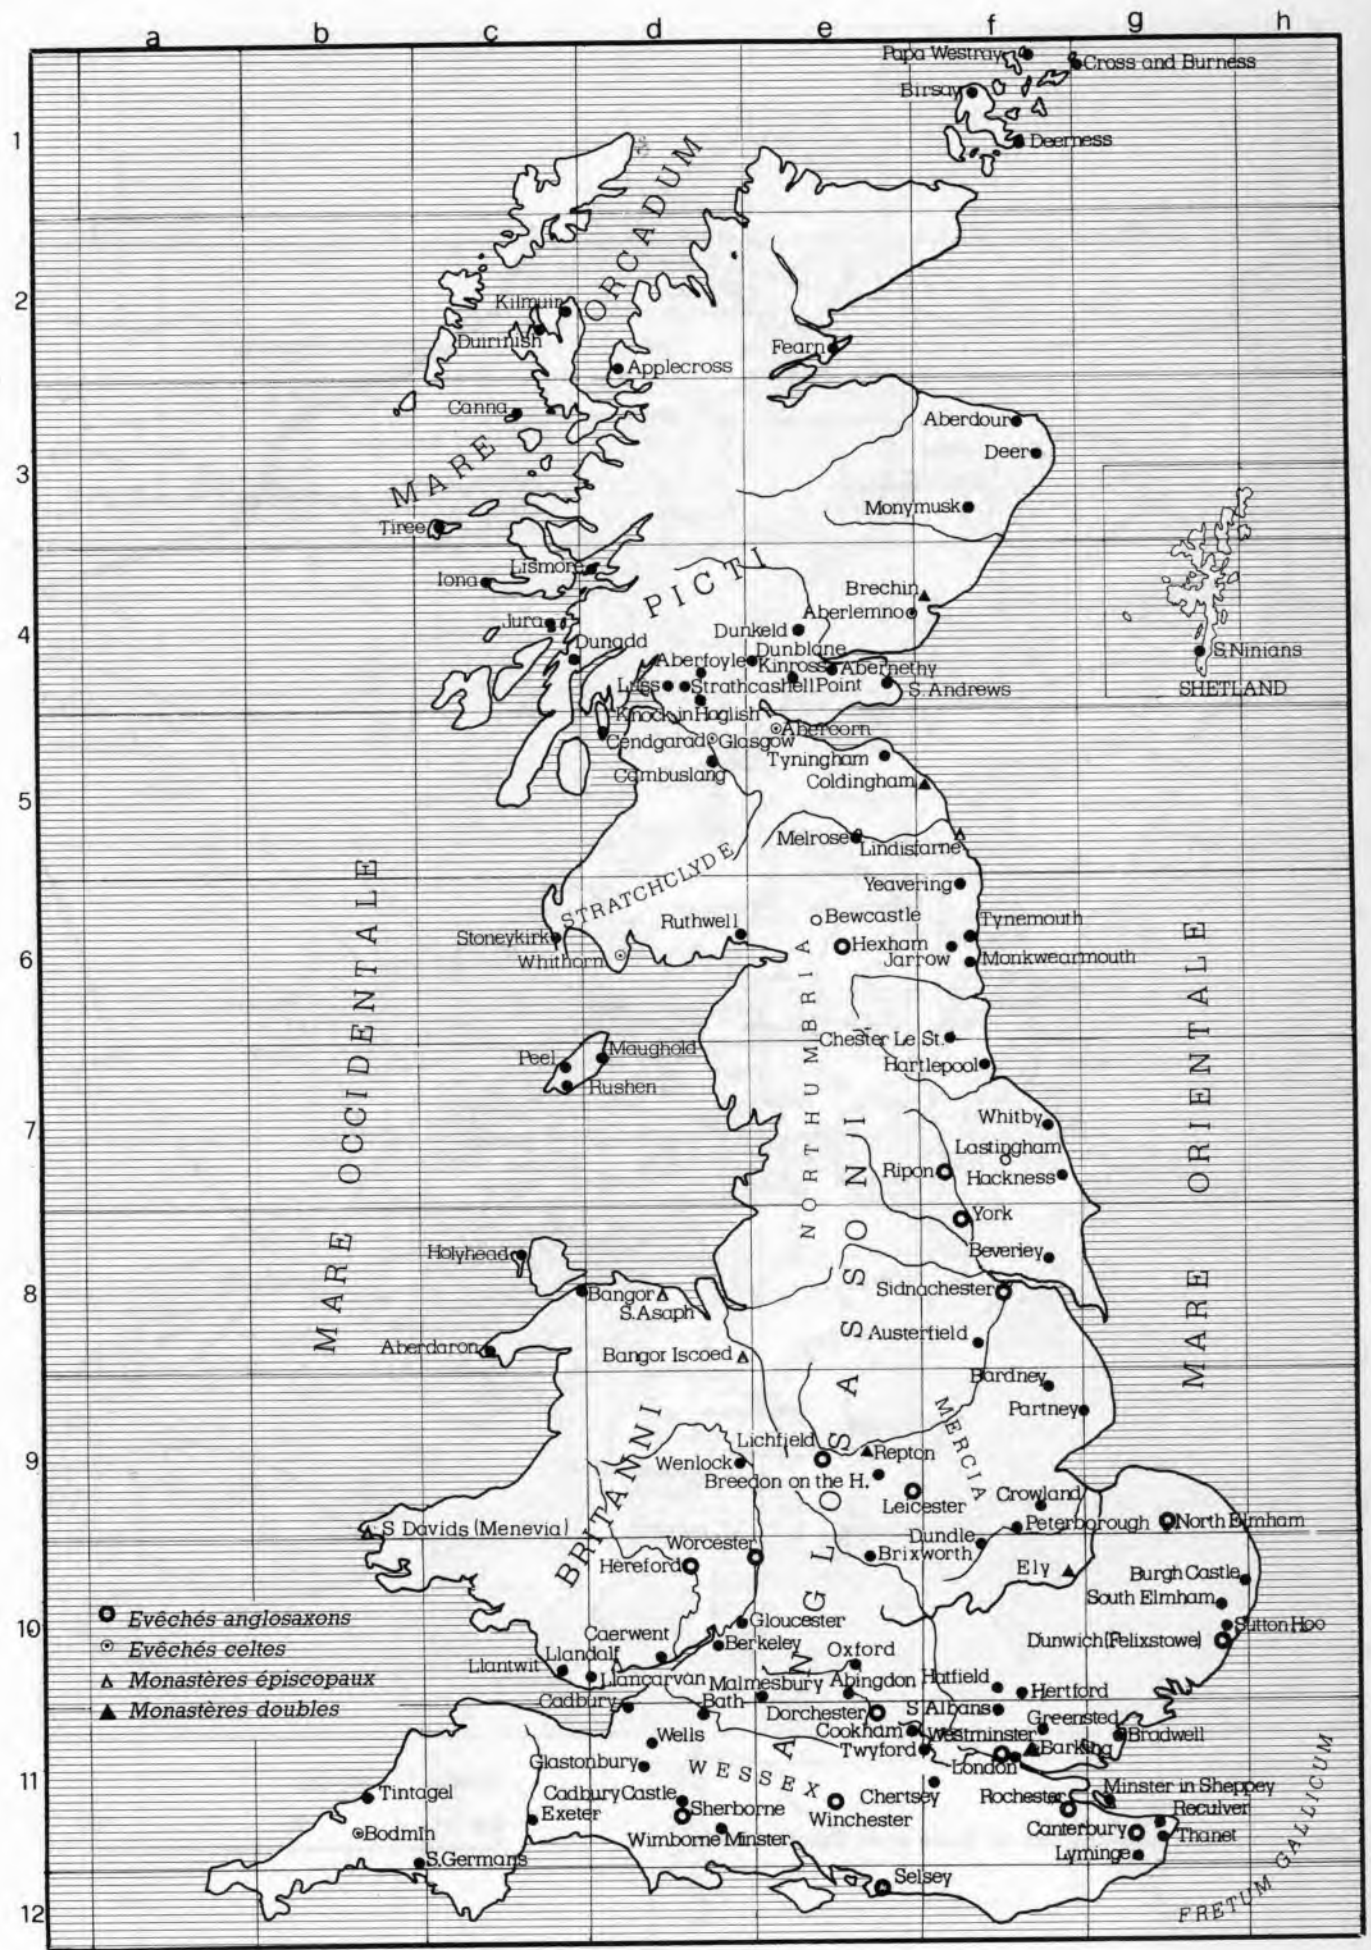 a b c d e f g h
Papa Westray
Cross and Burness
Birsay
1
Deerness
MARE ORCADUM
2
Kilmuir
Duirinish
Fearn
Applecross
Canna
Aberdour
Deer
3
Monymusk
Tiree
Lismore
PICTI
Iona
Brechin
Aberlemno
Jura
Dunkeld
4
Dunadd
Dunblane
S.Ninians
Aberfoyle
Kinross
Abernethy
Luss
Strathcashell Point
S. Andrews
SHETLAND
Knock in Haglish
Abercorn
Cendgarad
Glasgow
Tyningham
Cambuslang
Coldingham
5
Melrose
Lindisfarne
STRATCHCLYDE
Yeavering
Bewcastle
Tynemouth
Ruthwell
Stoneykirk
Hexham
Whithorn
Jarrow
Monkwearmouth
6
MARE OCCIDENTALE
NORTHUMBRIA
MARE ORIENTALE
Chester Le St.
Maughold
Peel
Hartlepool
Rushen
Whitby
7
Lastingham
Ripon
Hackness
ANGLOSASSONI
York
Holyhead
Beverley
8
Bangor
Sidnachester
S.Asaph
Austerfield
Aberdaron
Bangor Iscoed
Bardney
Partney
MERCIA
BRITANNI
Lichfield
Repton
9
Wenlock
Breedon on the H.
Leicester
Crowland
S Davids (Menevia)
Peterborough
North Elmham
Worcester
Dundle
Hereford
Brixworth
Ely
Burgh Castle
South Elmham
Evêchés anglosaxons
Gloucester
Sutton Hoo
10
Caerwent
Berkeley
Dunwich (Felixstowe)
Evêchés celtes
Llandalf
Oxford
Llantwit
Llancarvan
Malmesbury
Abingdon
Hatfield
Monastères épiscopaux
Hertford
Cadbury
Bath
Dorchester
S Albans
Monastères doubles
Greensted
Wells
Cookham
Westminster
Bradwell
Twyford
Barking
Glastonbury
WESSEX
London
11
Tintagel
Cadbury Castle
Chertsey
Rochester
Minster in Sheppey
Exeter
Sherborne
Winchester
Reculver
Bodmin
Wimborne Minster
Canterbury
Thanet
S.Germans
Lyminge
Selsey
FRETUM GALLICUM
12